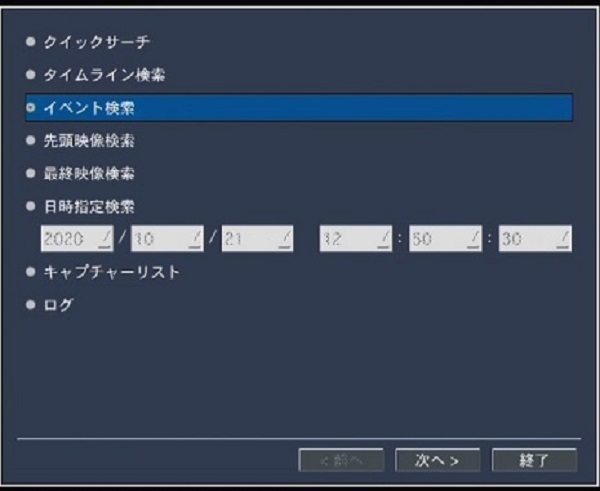 クイックサーチ
タイムライン検索
イベント検索
先頭映像検索
最終映像検索
日時指定検索
2020 / 10 / 21 12 : 50 : 30
キャプチャーリスト
ログ
< 前へ 次へ > 終了